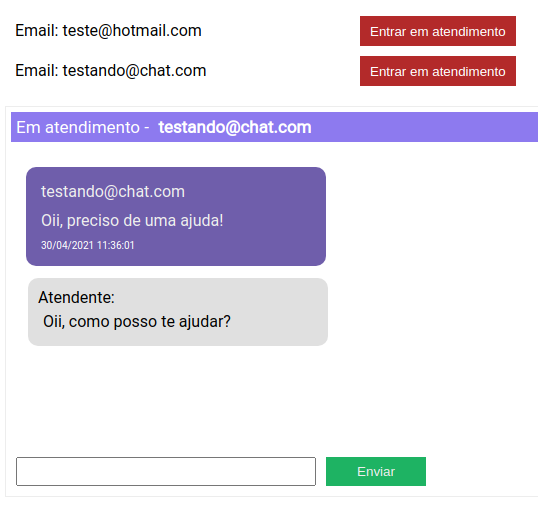 Email: teste@hotmail.com
Entrar em atendimento
Email: testando@chat.com
Entrar em atendimento
Em atendimento - testando@chat.com
testando@chat.com
Oii, preciso de uma ajuda!
30/04/2021 11:36:01
Atendente:
Oii, como posso te ajudar?
Enviar